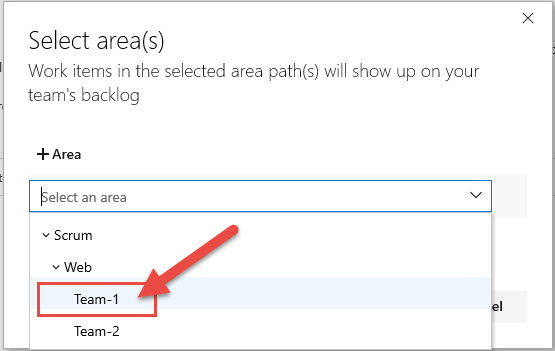 Select area(s)
Work items in the selected area path(s) will show up on your
team's backlog
+ Area
Select an area
Scrum
Web
Team-1
Team-2